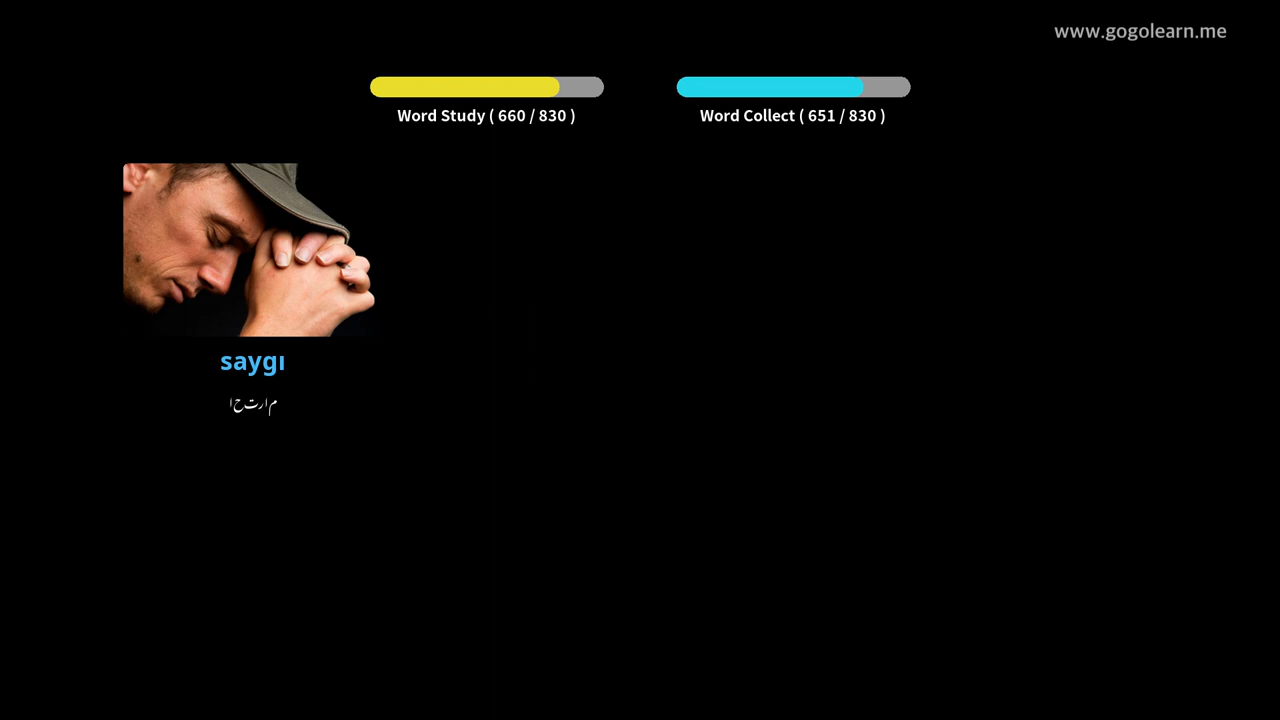 www.gogolearn.me
Word Study ( 660 / 830 )
Word Collect ( 651 / 830 )
saygı
احترام